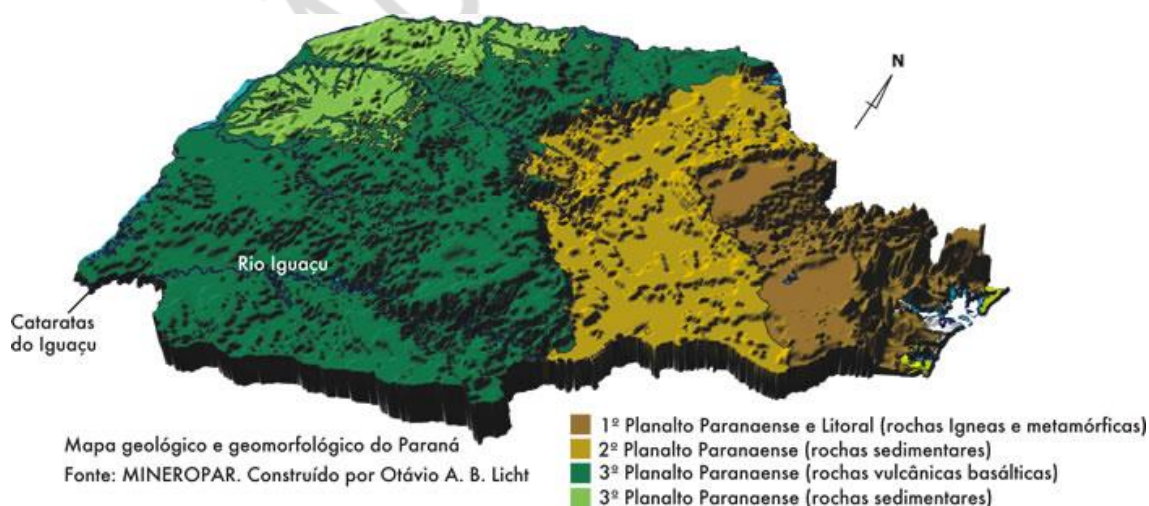 N
Rio Iguaçu
Cataratas
do Iguaçu
Mapa geológico e geomorfológico do Paraná
Fonte: MINEROPAR. Construído por Otávio A. B. Licht
1º Planalto Paranaense e Litoral (rochas Igneas e metamórficas)
2º Planalto Paranaense (rochas sedimentares)
3º Planalto Paranaense (rochas vulcânicas basálticas)
3º Planalto Paranaense (rochas sedimentares)